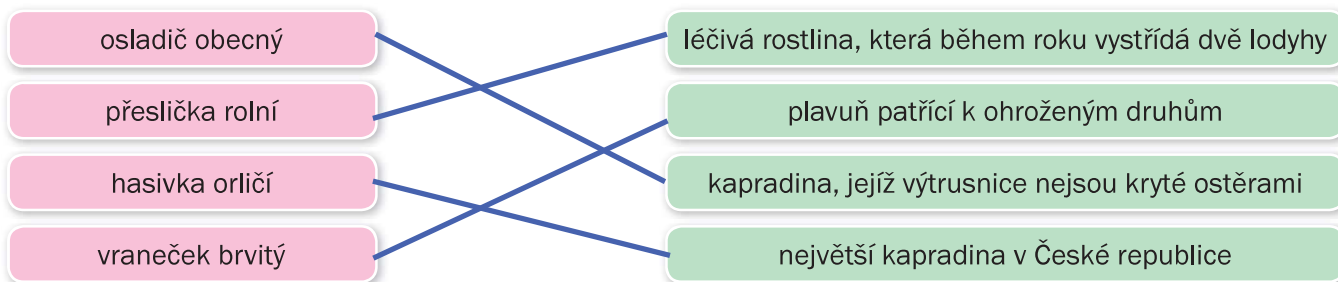 osladič obecný
léčivá rostlina, která během roku vystřídá dvě lodyhy
přeslička rolní
plavuň patřící k ohroženým druhům
hasivka orličí
kapradina, jejíž výtrusnice nejsou kryté ostěrami
vraneček brvitý
největší kapradina v České republice